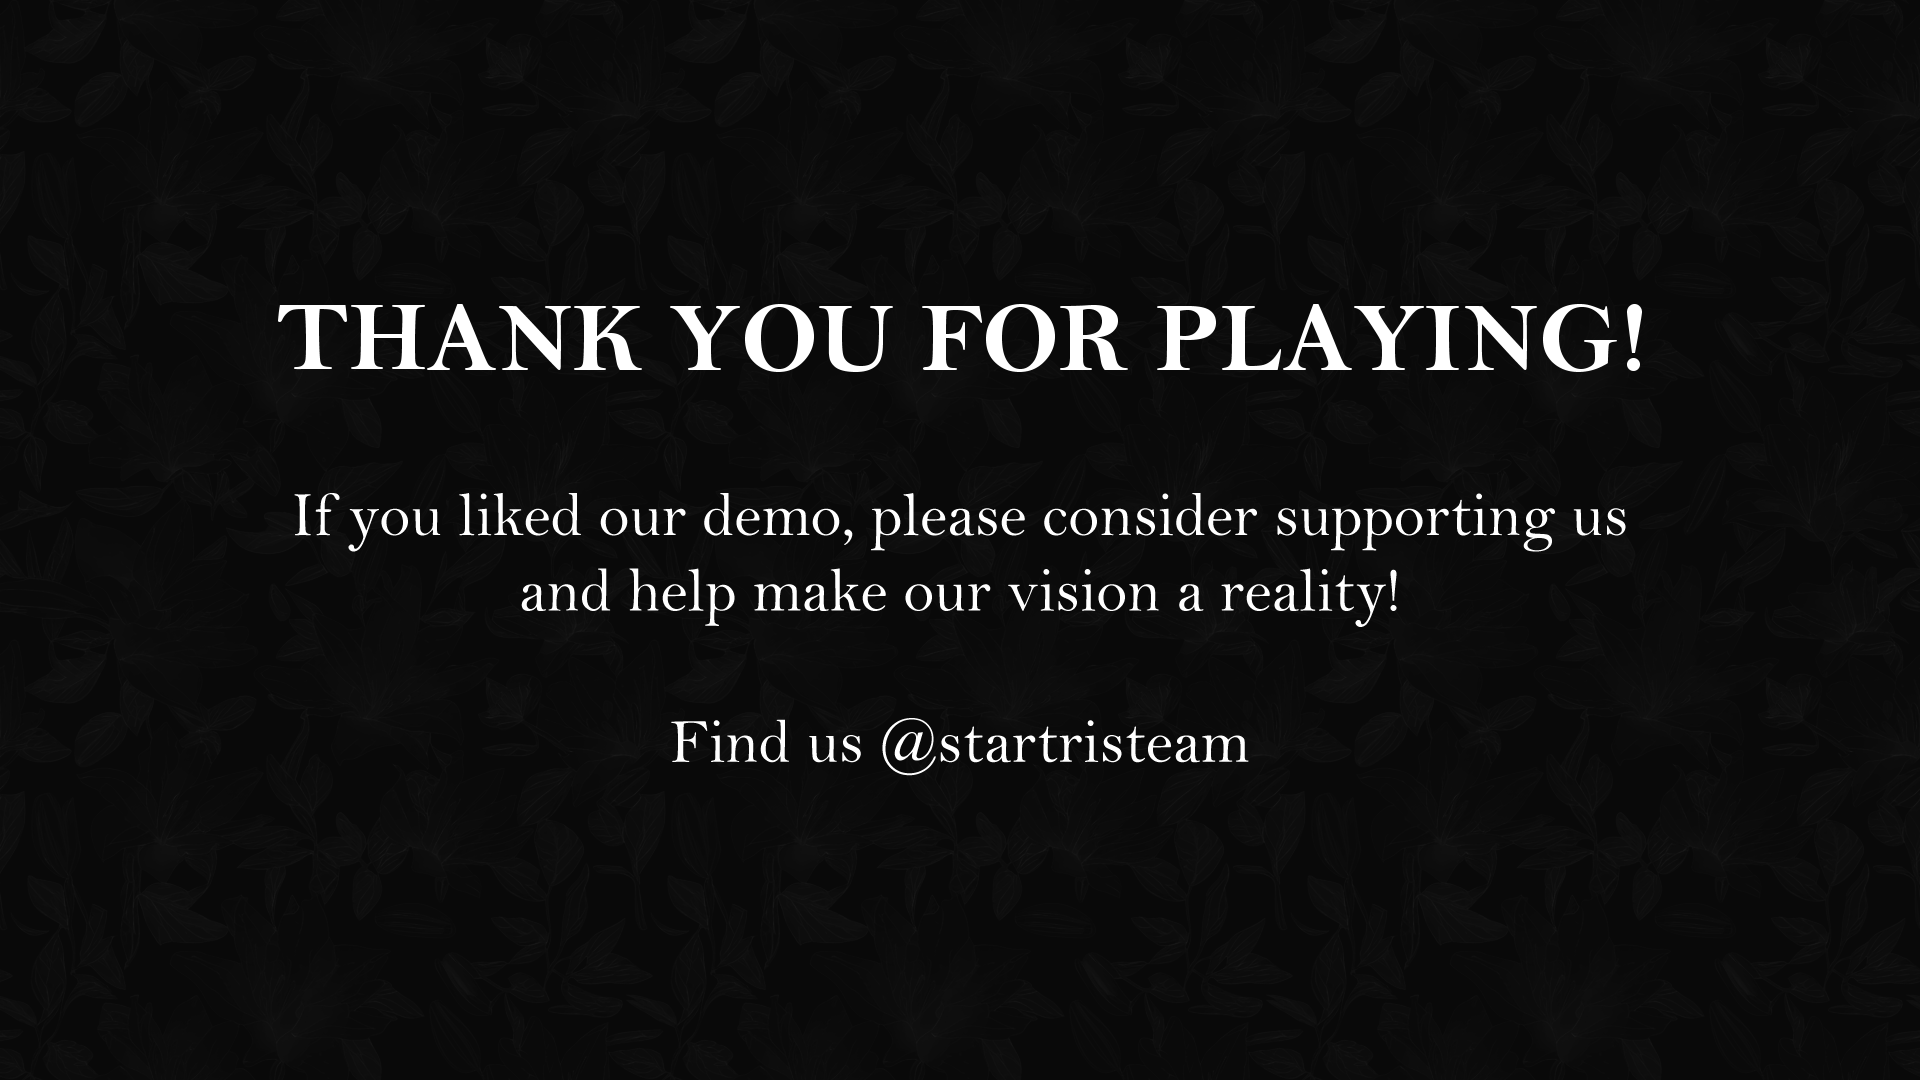 THANK YOU FOR PLAYING!
If you liked our demo, please consider supporting us
and help make our vision a reality!
Find us @startristeam